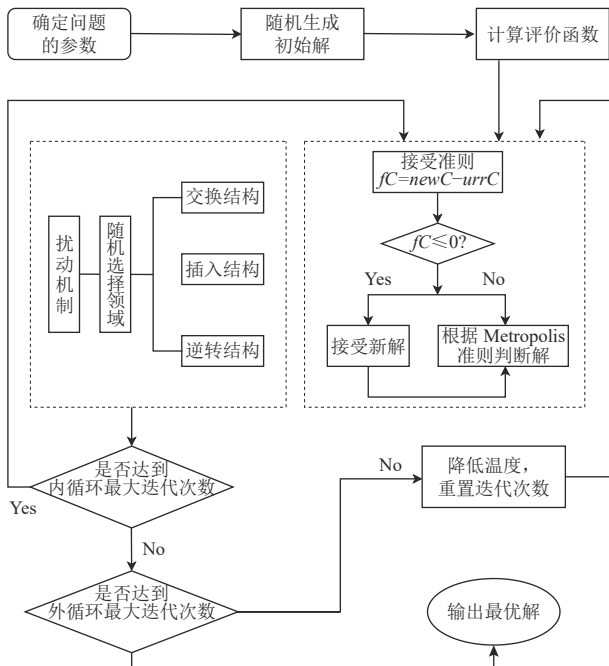 确定问题
的参数
随机生成
初始解
计算评价函数
接受准则
fC=newC−urrC
fC≤0?
Yes
No
接受新解
根据 Metropolis
准则判断解
扰动机制
随机选择领域
交换结构
插入结构
逆转结构
是否达到
内循环最大迭代次数
Yes
No
No
降低温度，
重置迭代次数
是否达到
外循环最大迭代次数
输出最优解